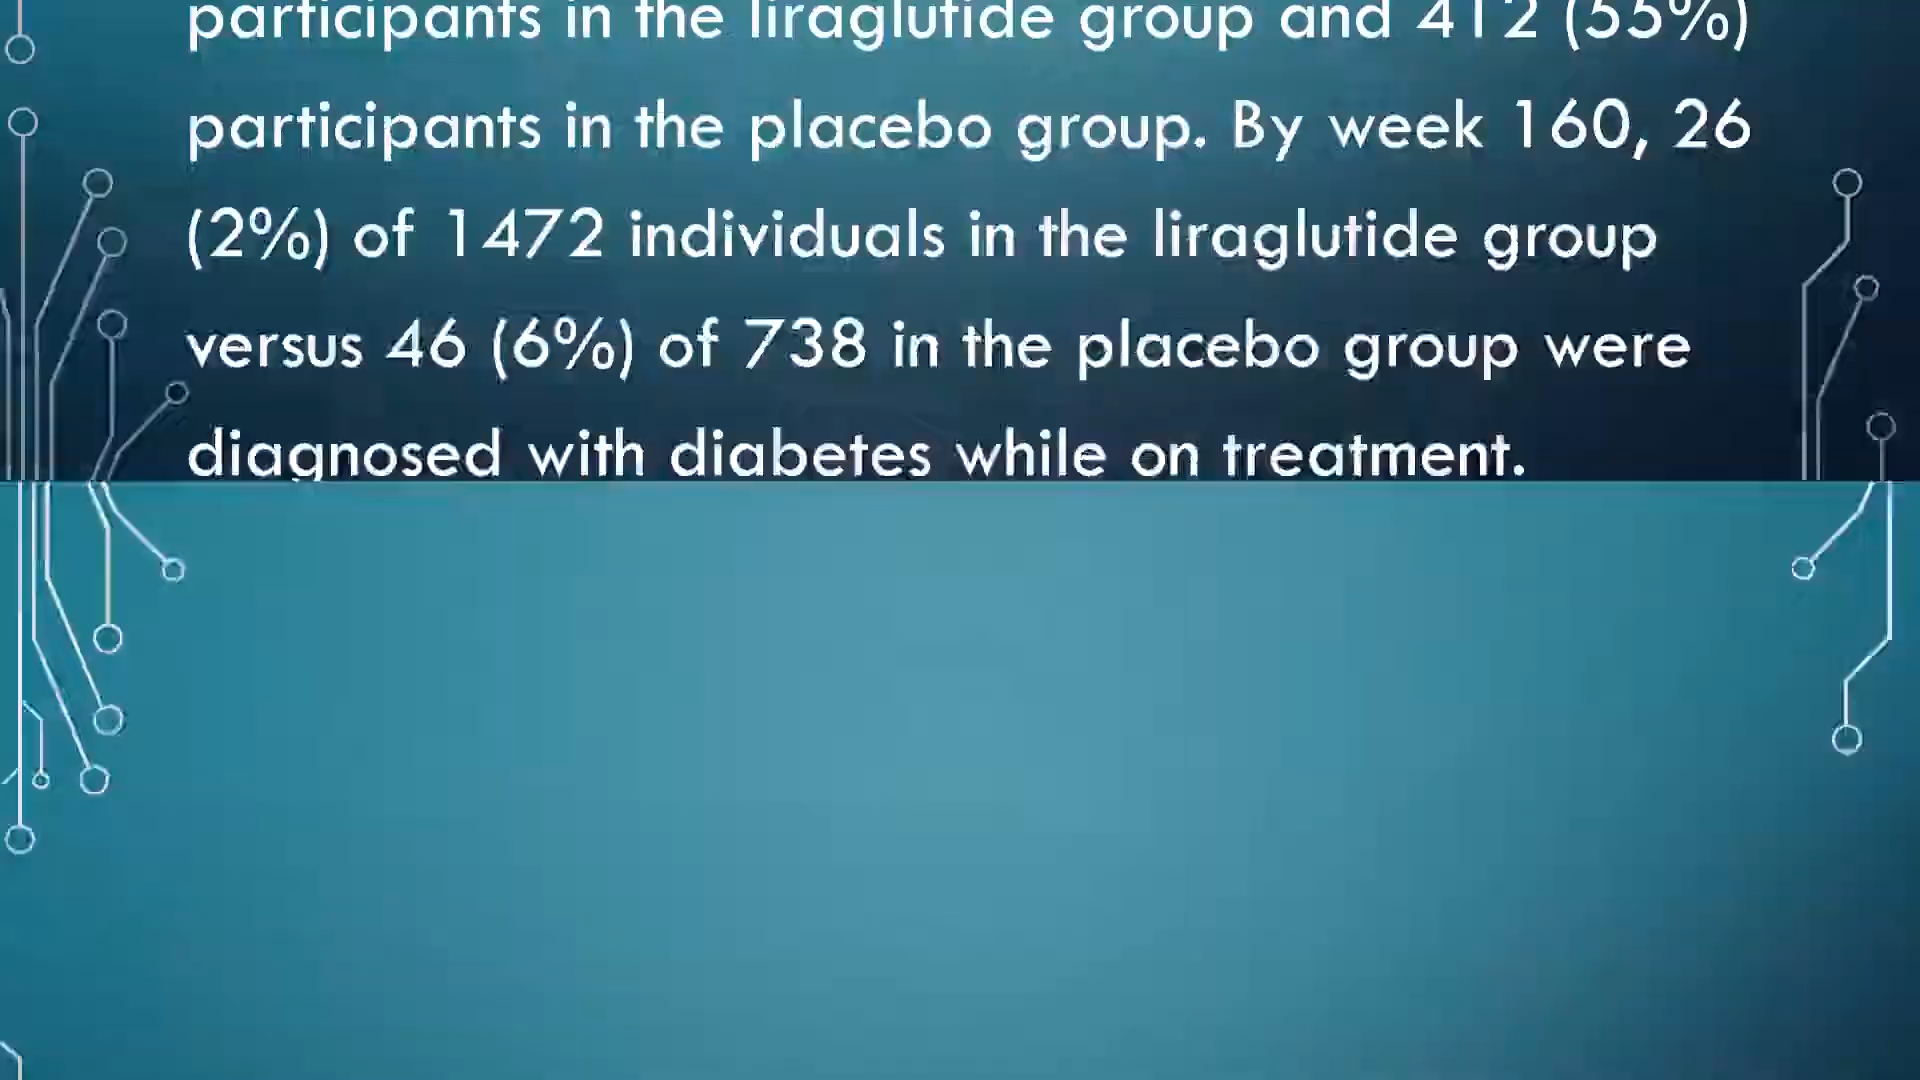 participants in the liraglutide group and 412 (55%)
participants in the placebo group. By week 160, 26
(2%) of 1472 individuals in the liraglutide group
versus 46 (6%) of 738 in the placebo group were
diagnosed with diabetes while on treatment.